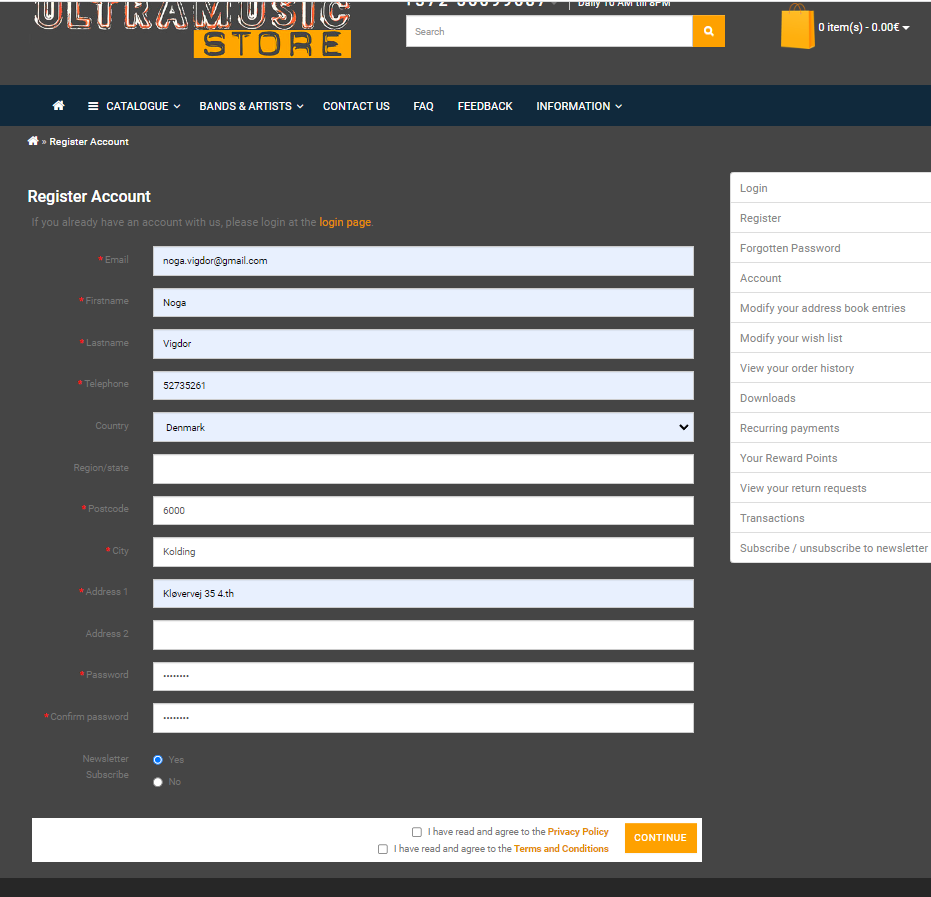 ULTRAMUSIC
STORE
Daily 10 AM till 8PM
Search
0 item(s) - 0.00€
CATALOGUE
BANDS & ARTISTS
CONTACT US
FAQ
FEEDBACK
INFORMATION
» Register Account
Register Account
If you already have an account with us, please login at the login page.
* Email
noga.vigdor@gmail.com
* Firstname
Noga
* Lastname
Vigdor
* Telephone
52735261
Country
Denmark
Region/state
* Postcode
6000
* City
Kolding
* Address 1
Kløvervej 35 4.th
Address 2
* Password
••••••••
* Confirm password
••••••••
Newsletter
Subscribe
Yes
No
I have read and agree to the Privacy Policy
I have read and agree to the Terms and Conditions
CONTINUE
Login
Register
Forgotten Password
Account
Modify your address book entries
Modify your wish list
View your order history
Downloads
Recurring payments
Your Reward Points
View your return requests
Transactions
Subscribe / unsubscribe to newsletter